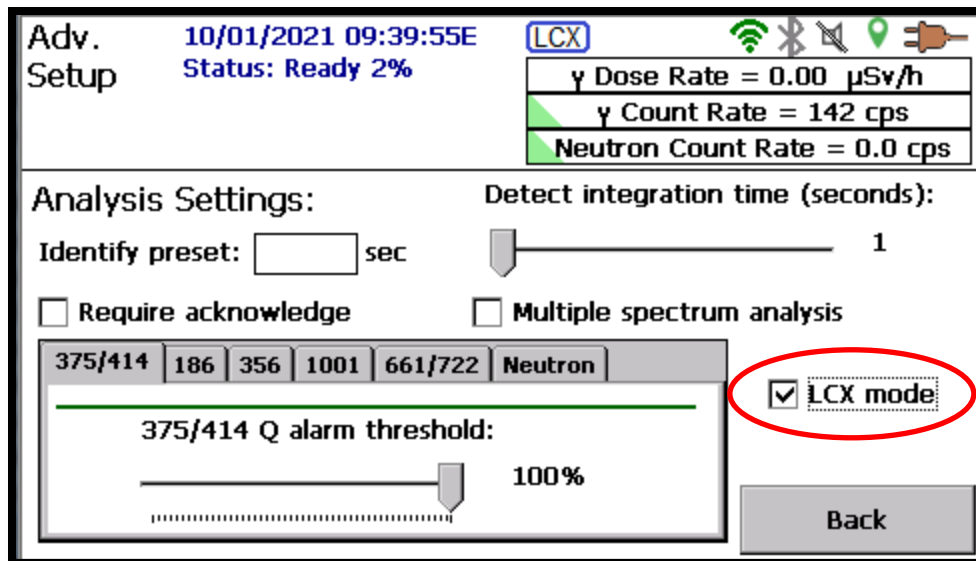 Adv. Setup
10/01/2021 09:39:55E
Status: Ready 2%
LCX
γ Dose Rate = 0.00 µSv/h
γ Count Rate = 142 cps
Neutron Count Rate = 0.0 cps
Analysis Settings:
Detect integration time (seconds):
Identify preset: sec
1
Require acknowledge
Multiple spectrum analysis
375/414 186 356 1001 661/722 Neutron
LCX mode
375/414 Q alarm threshold:
100%
Back